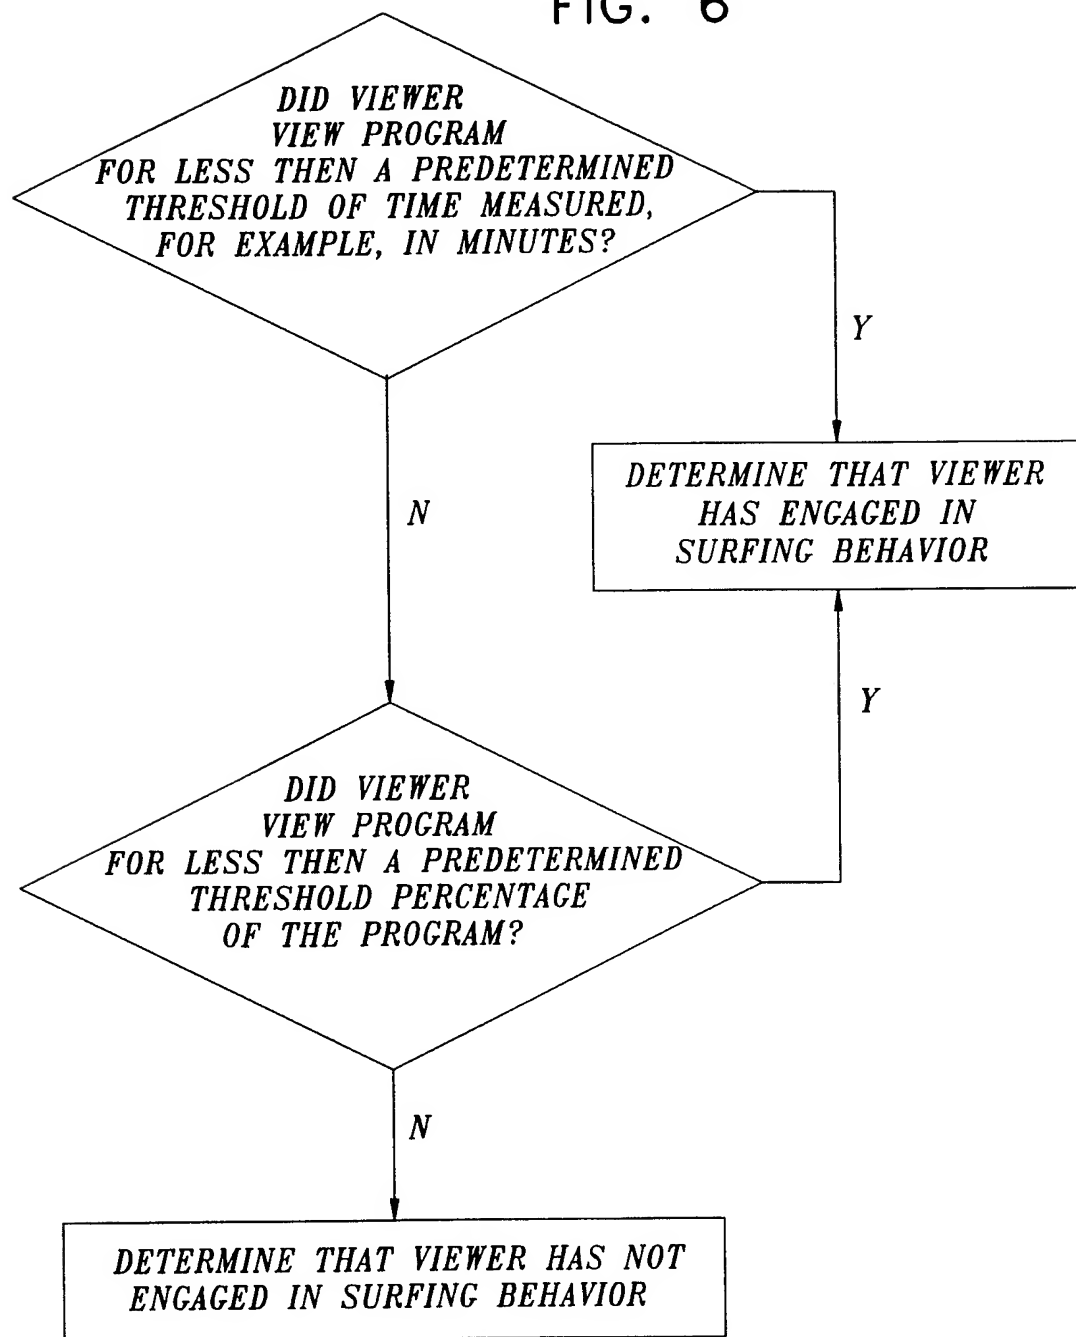 FIG. 6
DID VIEWER
VIEW PROGRAM
FOR LESS THEN A PREDETERMINED
THRESHOLD OF TIME MEASURED,
FOR EXAMPLE, IN MINUTES?
Y
N
DETERMINE THAT VIEWER
HAS ENGAGED IN
SURFING BEHAVIOR
Y
DID VIEWER
VIEW PROGRAM
FOR LESS THEN A PREDETERMINED
THRESHOLD PERCENTAGE
OF THE PROGRAM?
N
DETERMINE THAT VIEWER HAS NOT
ENGAGED IN SURFING BEHAVIOR